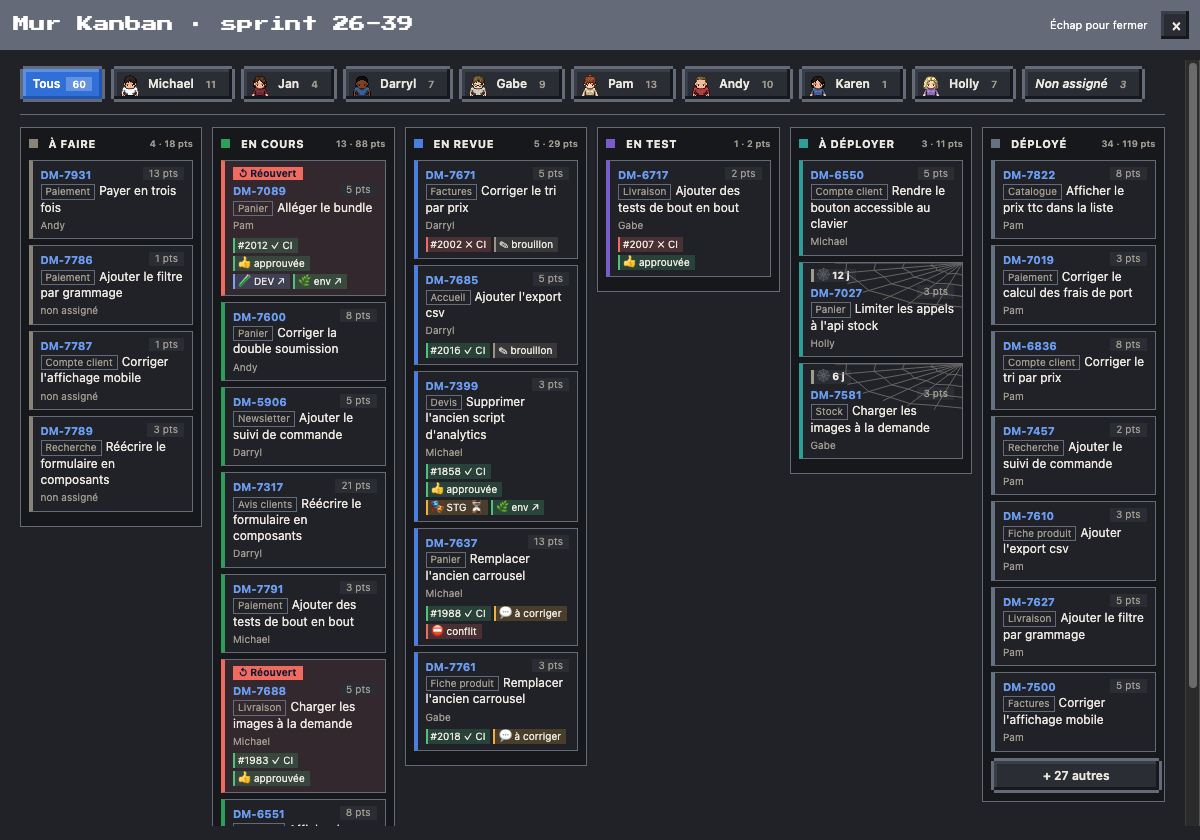 Mur Kanban · sprint 26-39
Échap pour fermer ×
Tous 60
Michael 11
Jan 4
Darryl 7
Gabe 9
Pam 13
Andy 10
Karen 1
Holly 7
Non assigné 3
À FAIRE 4 · 18 pts
DM-7931 13 pts
Paiement Payer en trois
fois
Andy
DM-7786 1 pts
Paiement Ajouter le filtre
par grammage
non assigné
DM-7787 1 pts
Compte client Corriger
l'affichage mobile
non assigné
DM-7789 3 pts
Recherche Réécrire le
formulaire en
composants
non assigné
EN COURS 13 · 88 pts
↺ Réouvert
DM-7089 5 pts
Panier Alléger le bundle
Pam
#2012 ✓ CI
👍 approuvée
🧪 DEV ↗ 🌿 env ↗
DM-7600 8 pts
Panier Corriger la
double soumission
Andy
DM-5906 5 pts
Newsletter Ajouter le
suivi de commande
Darryl
DM-7317 21 pts
Avis clients Réécrire le
formulaire en
composants
Darryl
DM-7791 3 pts
Paiement Ajouter des
tests de bout en bout
Michael
↺ Réouvert
DM-7688 5 pts
Livraison Charger les
images à la demande
Michael
#1983 ✓ CI
👍 approuvée
DM-6551 8 pts
EN REVUE 5 · 29 pts
DM-7671 5 pts
Factures Corriger le tri
par prix
Darryl
#2002 ✕ CI ✎ brouillon
DM-7685 5 pts
Accueil Ajouter l'export
csv
Darryl
#2016 ✓ CI ✎ brouillon
DM-7399 3 pts
Devis Supprimer
l'ancien script
d'analytics
Michael
#1858 ✓ CI
👍 approuvée
🎭 STG ⏳ 🌿 env ↗
DM-7637 13 pts
Panier Remplacer
l'ancien carrousel
Michael
#1988 ✓ CI 💬 à corriger
⛔ conflit
DM-7761 3 pts
Fiche produit Remplacer
l'ancien carrousel
Gabe
#2018 ✓ CI 💬 à corriger
EN TEST 1 · 2 pts
DM-6717 2 pts
Livraison Ajouter des
tests de bout en bout
Gabe
#2007 ✕ CI
👍 approuvée
À DÉPLOYER 3 · 11 pts
DM-6550 5 pts
Compte client Rendre le
bouton accessible au
clavier
Michael
🕸 12 j
DM-7027 3 pts
Panier Limiter les appels
à l'api stock
Holly
🕸 6 j
DM-7581 3 pts
Stock Charger les
images à la demande
Gabe
DÉPLOYÉ 34 · 119 pts
DM-7822 8 pts
Catalogue Afficher le
prix ttc dans la liste
Pam
DM-7019 3 pts
Paiement Corriger le
calcul des frais de port
Pam
DM-6836 8 pts
Compte client Corriger le
tri par prix
Pam
DM-7457 2 pts
Recherche Ajouter le
suivi de commande
Pam
DM-7610 3 pts
Fiche produit Ajouter
l'export csv
Pam
DM-7627 5 pts
Livraison Ajouter le filtre
par grammage
Pam
DM-7500 5 pts
Factures Corriger
l'affichage mobile
Pam
+ 27 autres